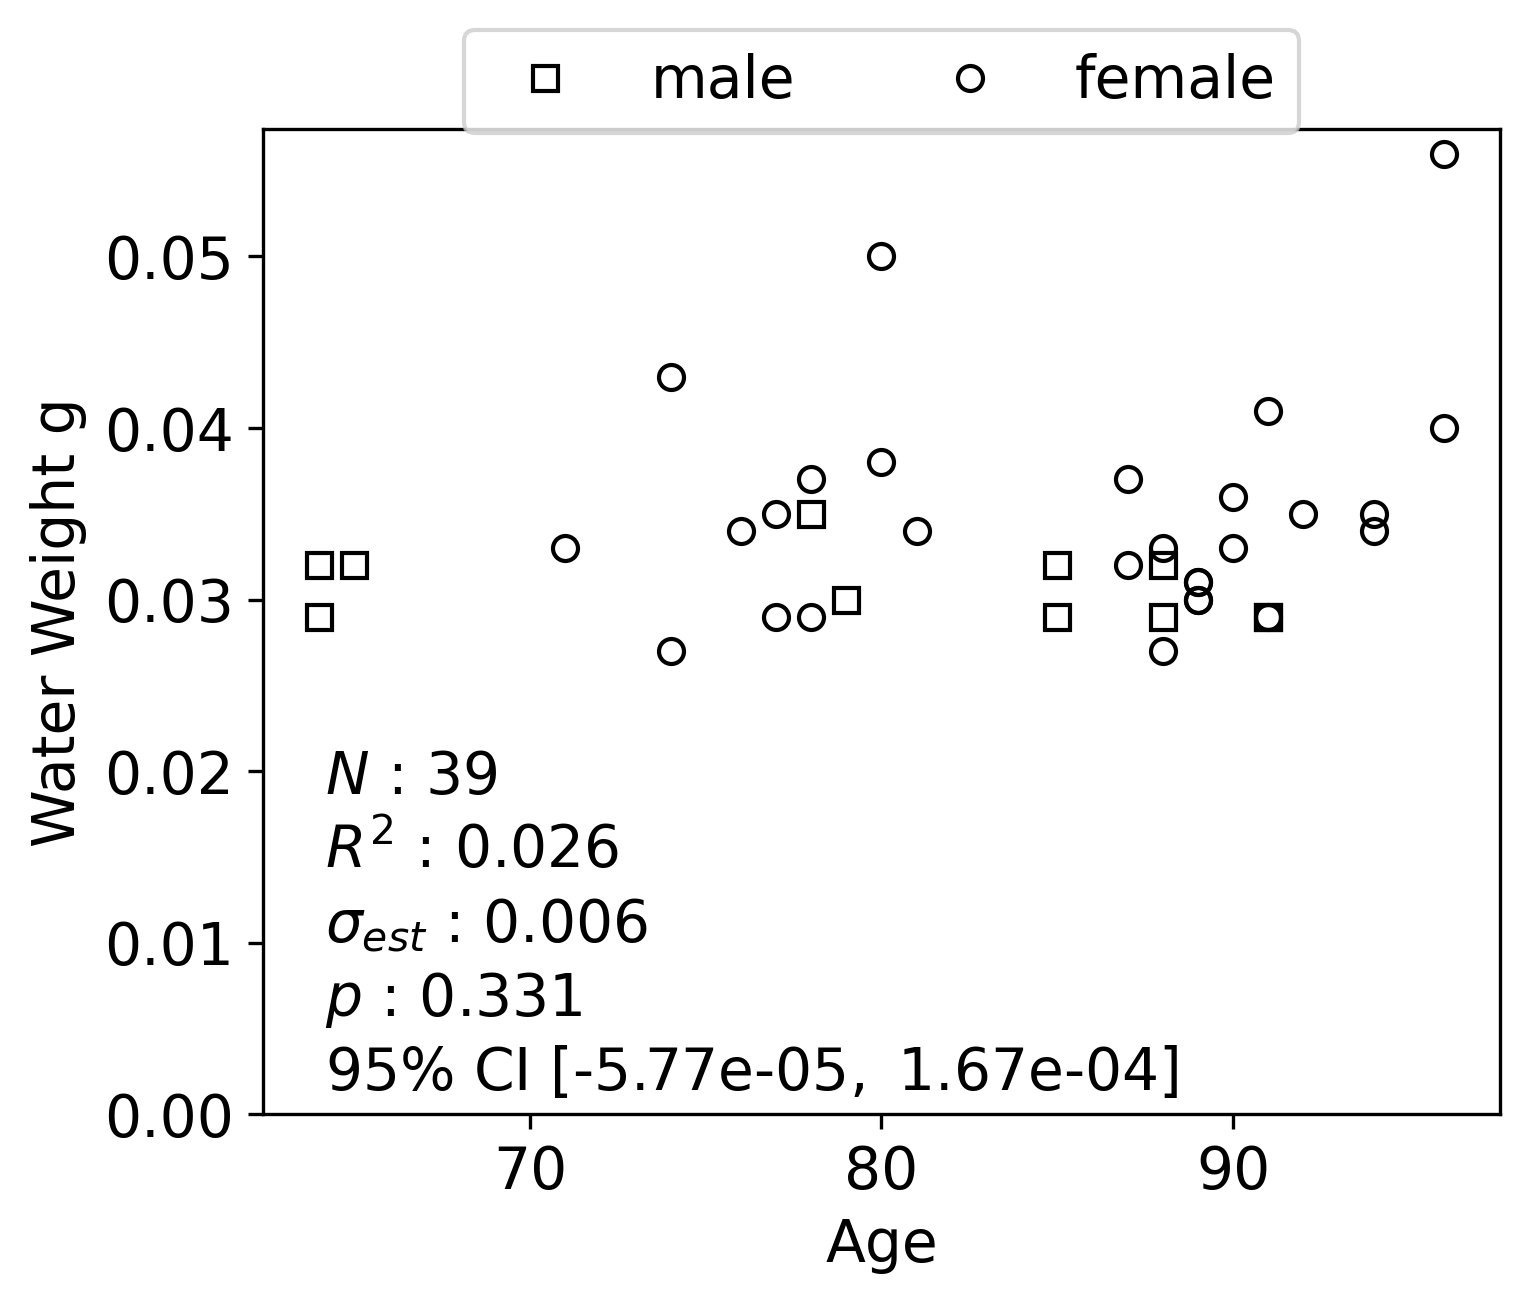 male female
0.05
0.04
0.03
0.02
0.01
0.00
Water Weight g
N : 39
R² : 0.026
σest : 0.006
p : 0.331
95% CI [-5.77e-05, 1.67e-04]
70 80 90
Age